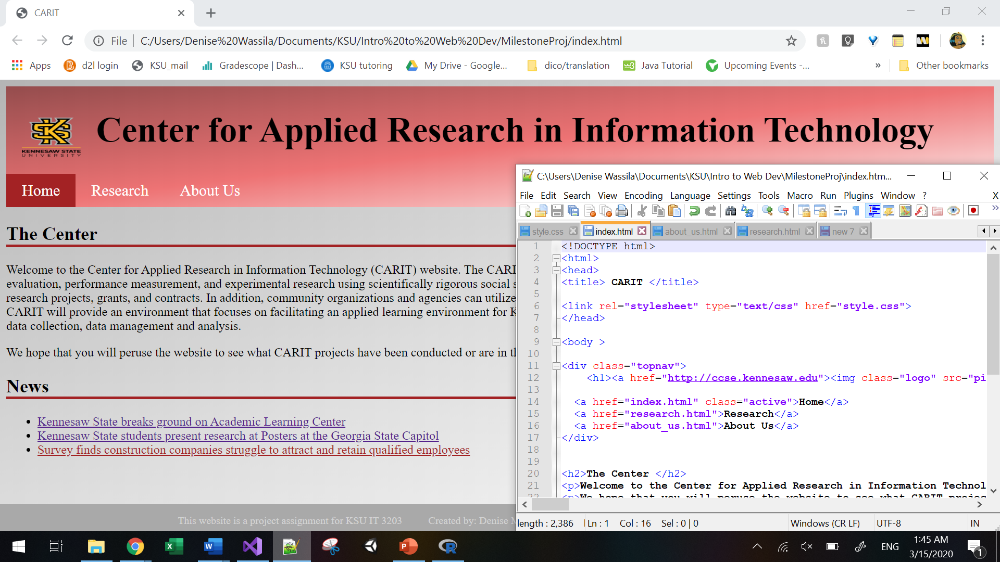 CARIT
File
C:/Users/Denise%20Wassila/Documents/KSU/Intro%20to%20Web%20Dev/MilestoneProj/index.html
Apps
d2l login
KSU_mail
Gradescope | Dash...
KSU tutoring
My Drive - Google...
dico/translation
Java Tutorial
Upcoming Events -...
»
Other bookmarks
KENNESAW STATE
UNIVERSITY
Center for Applied Research in Information Technology
Home Research About Us
The Center
Welcome to the Center for Applied Research in Information Technology (CARIT) website. The CARI
evaluation, performance measurement, and experimental research using scientifically rigorous social s
research projects, grants, and contracts. In addition, community organizations and agencies can utilize
CARIT will provide an environment that focuses on facilitating an applied learning environment for K
data collection, data management and analysis.
We hope that you will peruse the website to see what CARIT projects have been conducted or are in th
News
Kennesaw State breaks ground on Academic Learning Center
Kennesaw State students present research at Posters at the Georgia State Capitol
Survey finds construction companies struggle to attract and retain qualified employees
This website is a project assignment for KSU IT 3203 Created by: Denise M
C:\Users\Denise Wassila\Documents\KSU\Intro to Web Dev\MilestoneProj\index.htm...
File Edit Search View Encoding Language Settings Tools Macro Run Plugins Window ? X
style.css index.html about_us.html research.html new 7
1 <!DOCTYPE html>
2 <html>
3 <head>
4 <title> CARIT </title>
5
6 <link rel="stylesheet" type="text/css" href="style.css">
7 </head>
8
9 <body >
10
11 <div class="topnav">
12 <h1><a href="http://ccse.kennesaw.edu"><img class="logo" src="pi
13
14 <a href="index.html" class="active">Home</a>
15 <a href="research.html">Research</a>
16 <a href="about_us.html">About Us</a>
17 </div>
18
19
20 <h2>The Center </h2>
21 <p>Welcome to the Center for Applied Research in Information Technol
22 <p>We hope that you will peruse the website to see what CARIT projec
length : 2,386 Ln : 1 Col : 16 Sel : 0 | 0 Windows (CR LF) UTF-8 IN
ENG
1:45 AM
3/15/2020
1